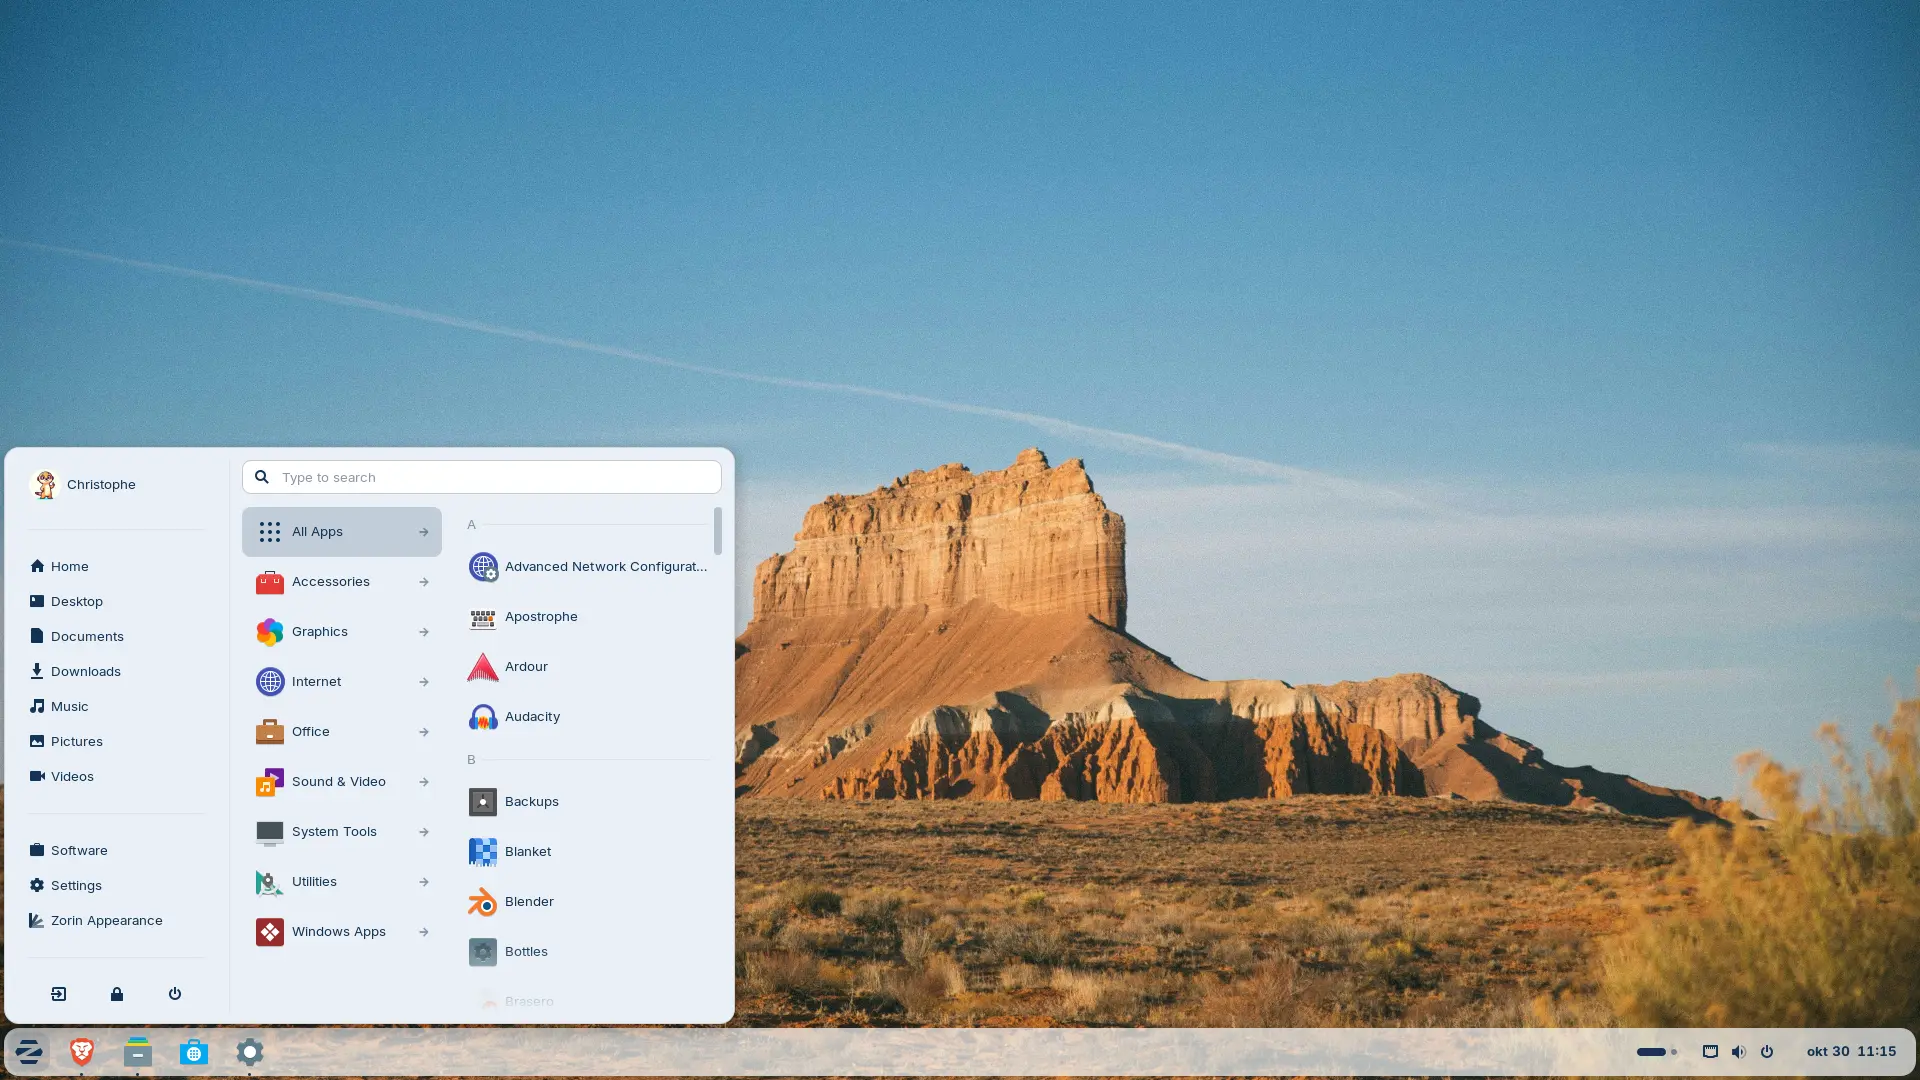 Christophe
Home
Desktop
Documents
Downloads
Music
Pictures
Videos
Software
Settings
Zorin Appearance
Type to search
All Apps
Accessories
Graphics
Internet
Office
Sound & Video
System Tools
Utilities
Windows Apps
A
Advanced Network Configurat...
Apostrophe
Ardour
Audacity
B
Backups
Blanket
Blender
Bottles
Brasero
okt 30 11:15